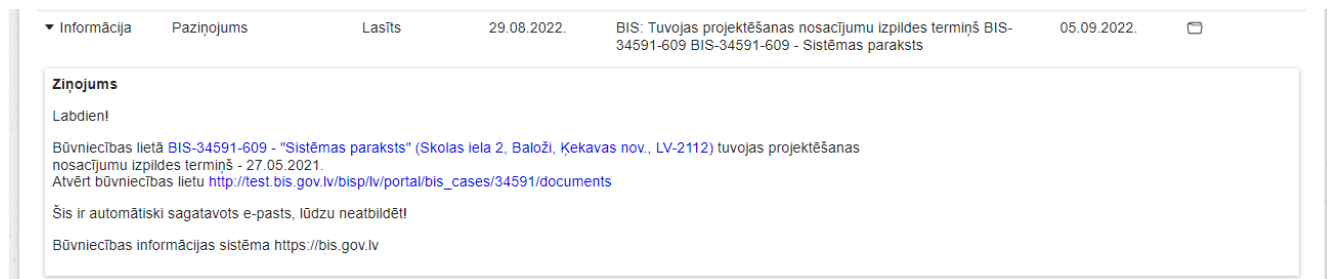 Informācija Paziņojums Lasīts 29.08.2022. BIS: Tuvojas projektēšanas nosacījumu izpildes termiņš BIS- 05.09.2022.
34591-609 BIS-34591-609 - Sistēmas paraksts
Ziņojums
Labdien!
Būvniecības lietā BIS-34591-609 - "Sistēmas paraksts" (Skolas iela 2, Baloži, Ķekavas nov., LV-2112) tuvojas projektēšanas
nosacījumu izpildes termiņš - 27.05.2021.
Atvērt būvniecības lietu http://test.bis.gov.lv/bisp/lv/portal/bis_cases/34591/documents
Šis ir automātiski sagatavots e-pasts, lūdzu neatbildēt!
Būvniecības informācijas sistēma https://bis.gov.lv